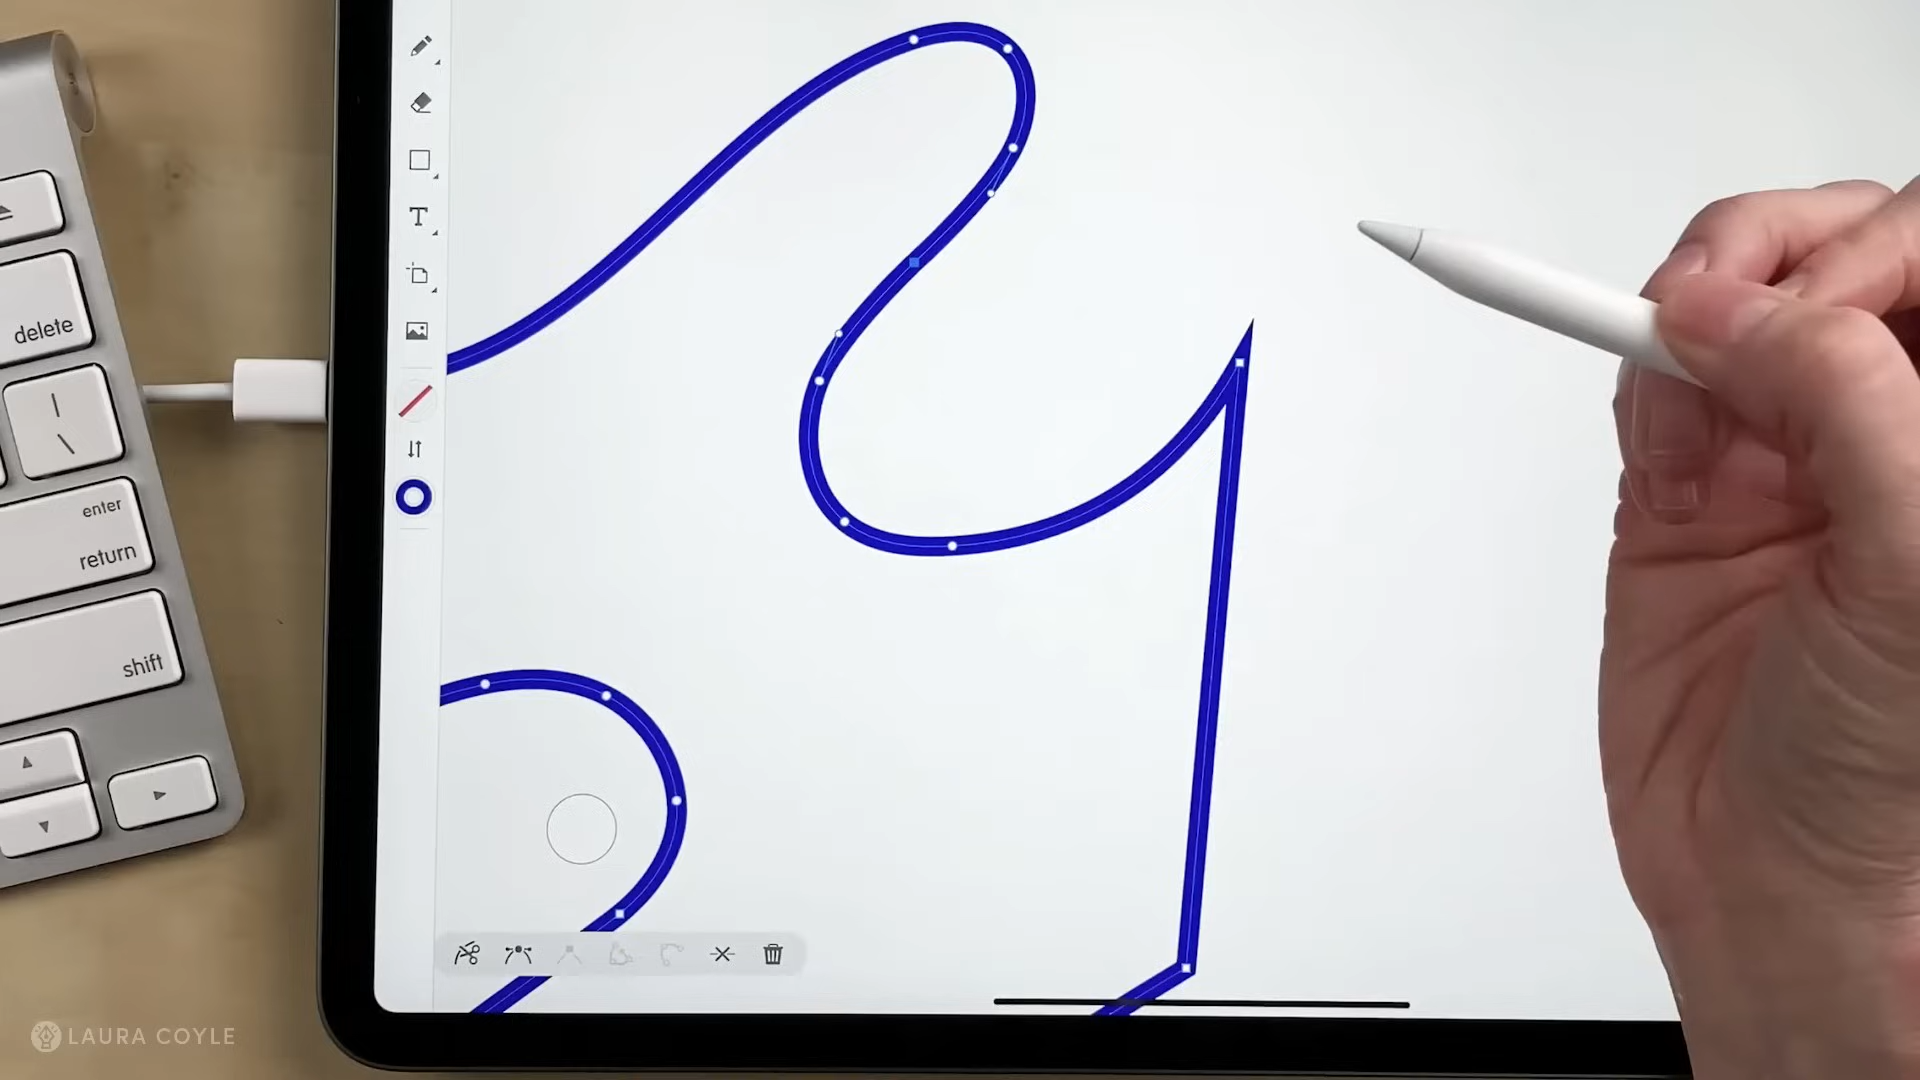 delete
|
\
enter
return
shift
T
LAURA COYLE